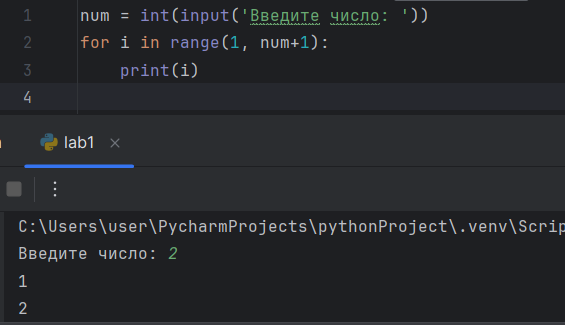 1 num = int(input('Введите число: '))
2 for i in range(1, num+1):
3     print(i)
4
lab1
C:\Users\user\PycharmProjects\pythonProject\.venv\Scrip
Введите число: 2
1
2